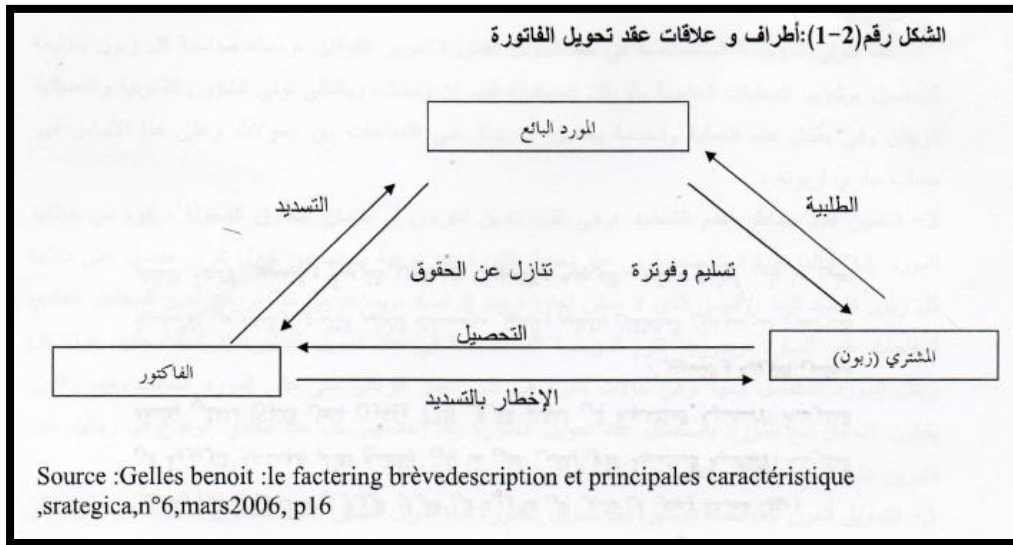 الشكل رقم(2-1):أطراف و علاقات عقد تحويل الفاتورة
المورد البائع
الطلبية
التسديد
تسليم وفوترة
تنازل عن الحقوق
التحصيل
المشتري (زبون)
الفاكتور
الإخطار بالتسديد
Source :Gelles benoit :le factering brèvedescription et principales caractéristique
,srategica,n°6,mars2006, p16